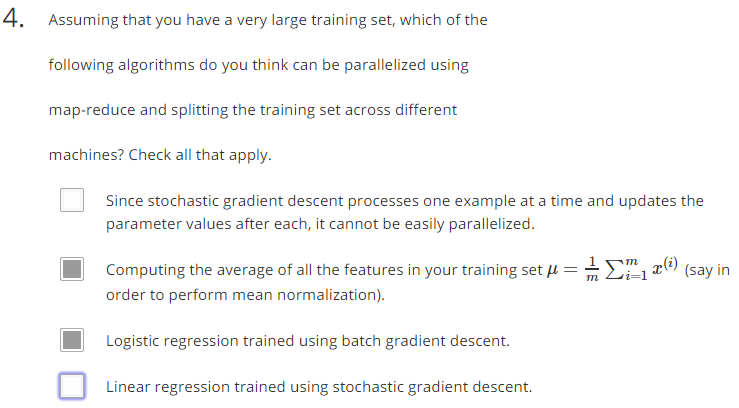 4. Assuming that you have a very large training set, which of the
following algorithms do you think can be parallelized using
map-reduce and splitting the training set across different
machines? Check all that apply.
Since stochastic gradient descent processes one example at a time and updates the
parameter values after each, it cannot be easily parallelized.
Computing the average of all the features in your training set μ = 1/m ∑_{i=1}^{m} x^{(i)} (say in
order to perform mean normalization).
Logistic regression trained using batch gradient descent.
Linear regression trained using stochastic gradient descent.